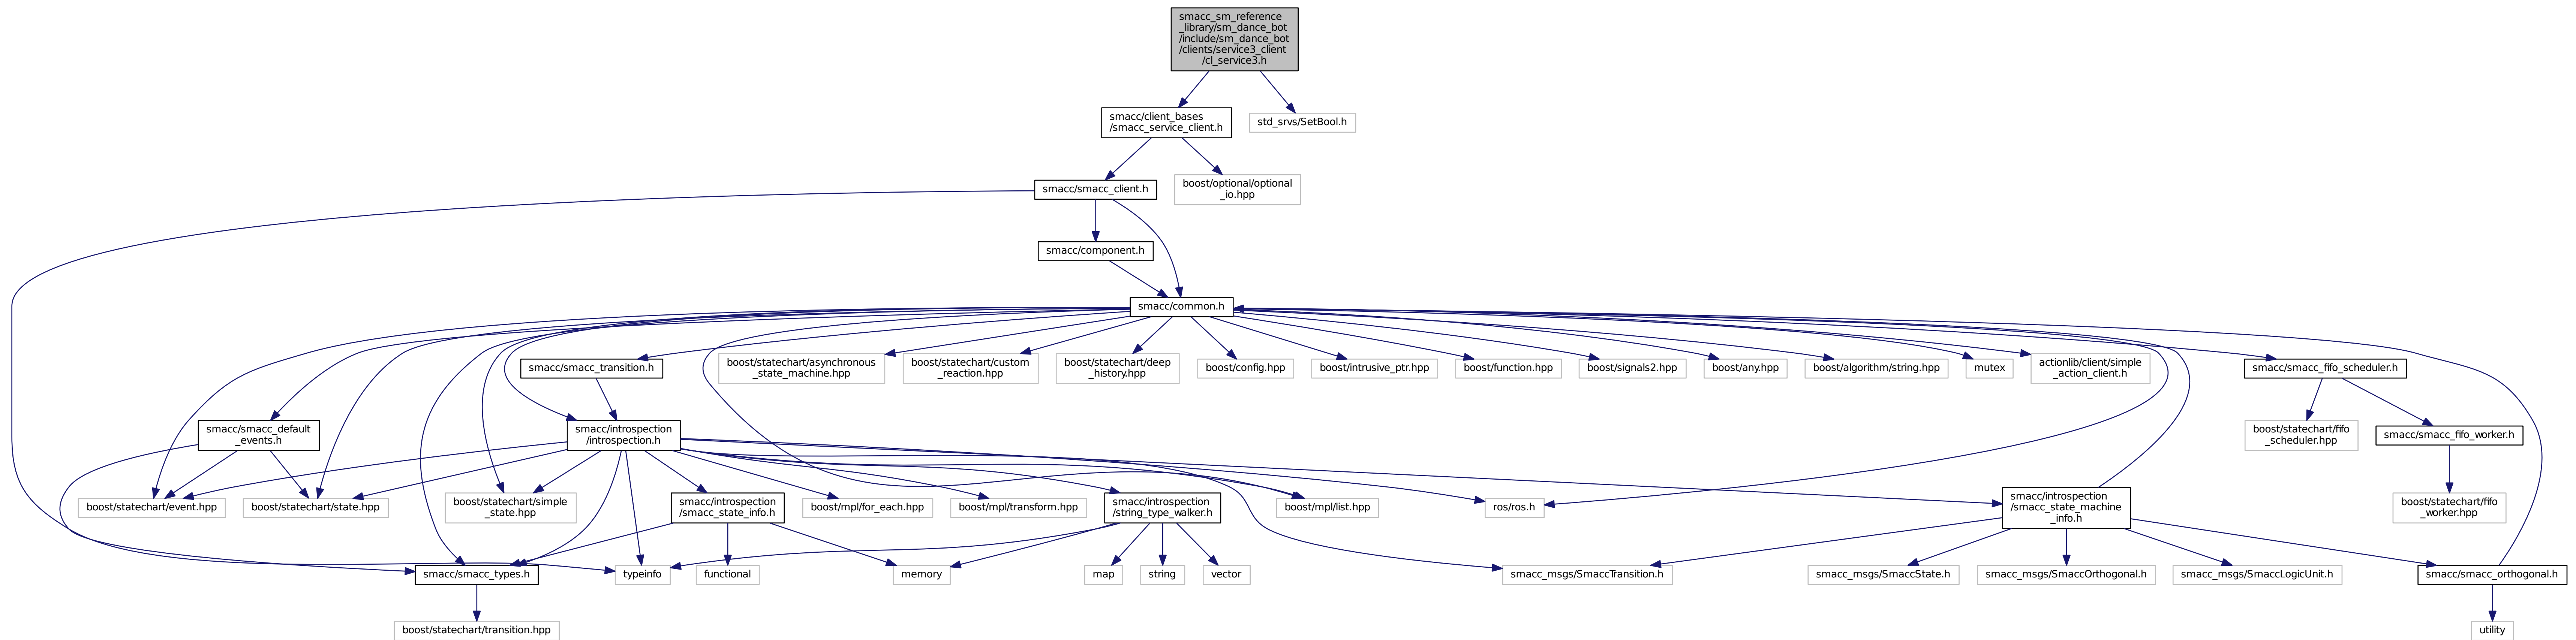 smacc_sm_reference
_library/sm_dance_bot
/include/sm_dance_bot
/clients/service3_client
/cl_service3.h
smacc/client_bases
/smacc_service_client.h
std_srvs/SetBool.h
smacc/smacc_client.h
boost/optional/optional
_io.hpp
smacc/component.h
smacc/common.h
smacc/smacc_transition.h
boost/statechart/asynchronous
_state_machine.hpp
boost/statechart/custom
_reaction.hpp
boost/statechart/deep
_history.hpp
boost/config.hpp
boost/intrusive_ptr.hpp
boost/function.hpp
boost/signals2.hpp
boost/any.hpp
boost/algorithm/string.hpp
mutex
actionlib/client/simple
_action_client.h
smacc/smacc_fifo_scheduler.h
smacc/smacc_default
_events.h
smacc/introspection
/introspection.h
boost/statechart/fifo
_scheduler.hpp
smacc/smacc_fifo_worker.h
boost/statechart/event.hpp
boost/statechart/state.hpp
boost/statechart/simple
_state.hpp
smacc/introspection
/smacc_state_info.h
boost/mpl/for_each.hpp
boost/mpl/transform.hpp
smacc/introspection
/string_type_walker.h
boost/mpl/list.hpp
ros/ros.h
smacc/introspection
/smacc_state_machine
_info.h
boost/statechart/fifo
_worker.hpp
smacc/smacc_types.h
typeinfo
functional
memory
map
string
vector
smacc_msgs/SmaccTransition.h
smacc_msgs/SmaccState.h
smacc_msgs/SmaccOrthogonal.h
smacc_msgs/SmaccLogicUnit.h
smacc/smacc_orthogonal.h
boost/statechart/transition.hpp
utility